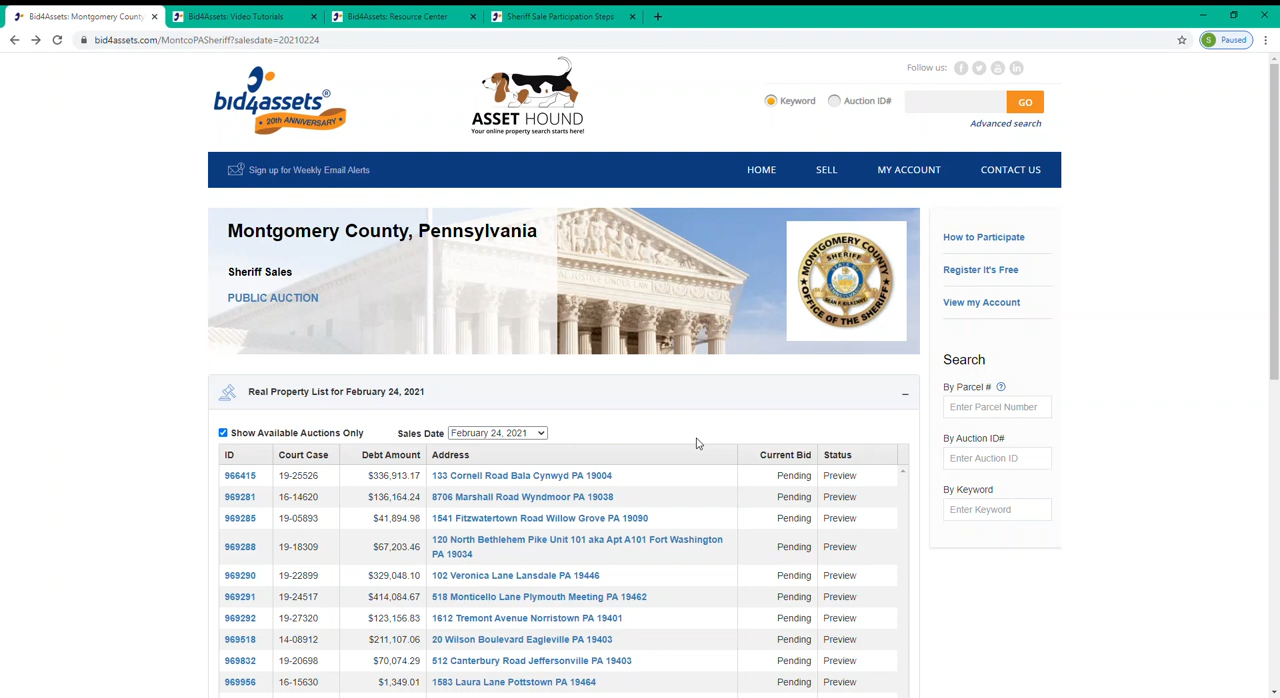 Bid4Assets: Montgomery County,
Bid4Assets: Video Tutorials
Bid4Assets: Resource Center
Sheriff Sale Participation Steps
bid4assets.com/MontcoPASheriff?salesdate=20210224
S Paused
Follow us:
bid4assets®
20th ANNIVERSARY
ASSET HOUND
Your online property search starts here!
Keyword Auction ID# GO
Advanced search
Sign up for Weekly Email Alerts HOME SELL MY ACCOUNT CONTACT US
Montgomery County, Pennsylvania
Sheriff Sales
PUBLIC AUCTION
MONTGOMERY COUNTY
SHERIFF
SEAN P. KILKENNY
OFFICE OF THE SHERIFF
How to Participate
Register It's Free
View my Account
Search
By Parcel # ?
Enter Parcel Number
By Auction ID#
Enter Auction ID
By Keyword
Enter Keyword
Real Property List for February 24, 2021
Show Available Auctions Only Sales Date February 24, 2021
ID Court Case Debt Amount Address Current Bid Status
966415 19-25526 $336,913.17 133 Cornell Road Bala Cynwyd PA 19004 Pending Preview
969281 16-14620 $136,164.24 8706 Marshall Road Wyndmoor PA 19038 Pending Preview
969285 19-05893 $41,894.98 1541 Fitzwatertown Road Willow Grove PA 19090 Pending Preview
969288 19-18309 $67,203.46 120 North Bethlehem Pike Unit 101 aka Apt A101 Fort Washington PA 19034 Pending Preview
969290 19-22899 $329,048.10 102 Veronica Lane Lansdale PA 19446 Pending Preview
969291 19-24517 $414,084.67 518 Monticello Lane Plymouth Meeting PA 19462 Pending Preview
969292 19-27320 $123,156.83 1612 Tremont Avenue Norristown PA 19401 Pending Preview
969518 14-08912 $211,107.06 20 Wilson Boulevard Eagleville PA 19403 Pending Preview
969832 19-20698 $70,074.29 512 Canterbury Road Jeffersonville PA 19403 Pending Preview
969956 16-15630 $1,349.01 1583 Laura Lane Pottstown PA 19464 Pending Preview